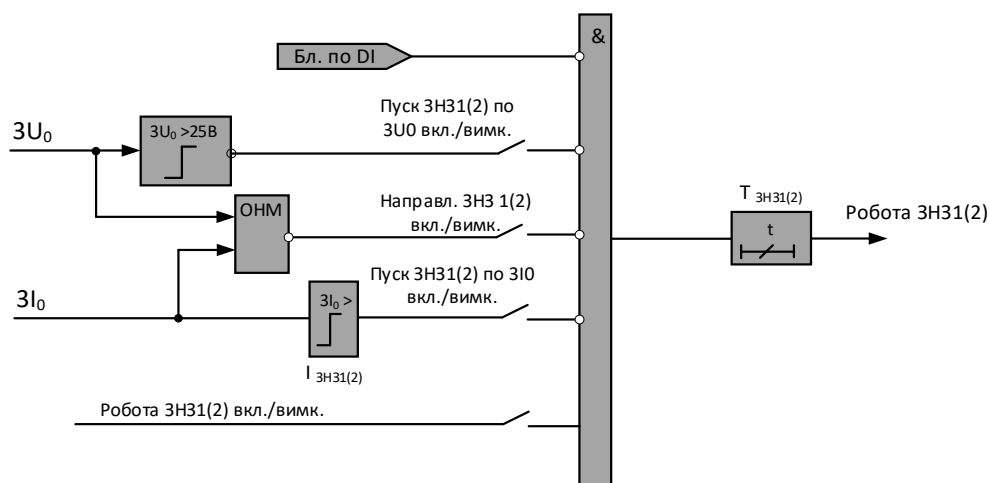 &
Бл. по DI
Пуск ЗНЗ1(2) по
3U0 вкл./вимк.
3U₀
3U₀ >25В
ОНМ
Направл. ЗНЗ 1(2)
вкл./вимк.
T ЗНЗ1(2)
t
Робота ЗНЗ1(2)
Пуск ЗНЗ1(2) по 3І0
вкл./вимк.
3I₀
3I₀ >
I ЗНЗ1(2)
Робота ЗНЗ1(2) вкл./вимк.